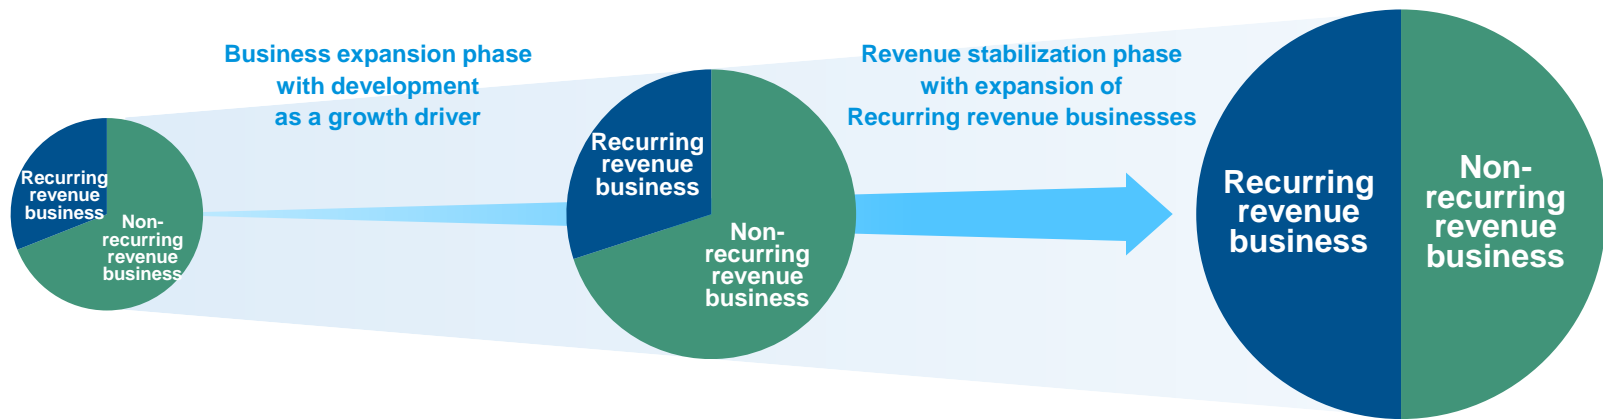 Business expansion phase
with development
as a growth driver
Revenue stabilization phase
with expansion of
Recurring revenue businesses
Recurring
revenue
business
Non-
recurring
revenue
business
Recurring
revenue
business
Non-
recurring
revenue
business
Recurring
revenue
business
Non-
recurring
revenue
business